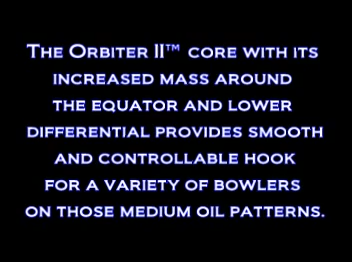 The Orbiter II™ core with its
increased mass around
the equator and lower
differential provides smooth
and controllable hook
for a variety of bowlers
on those medium oil patterns.